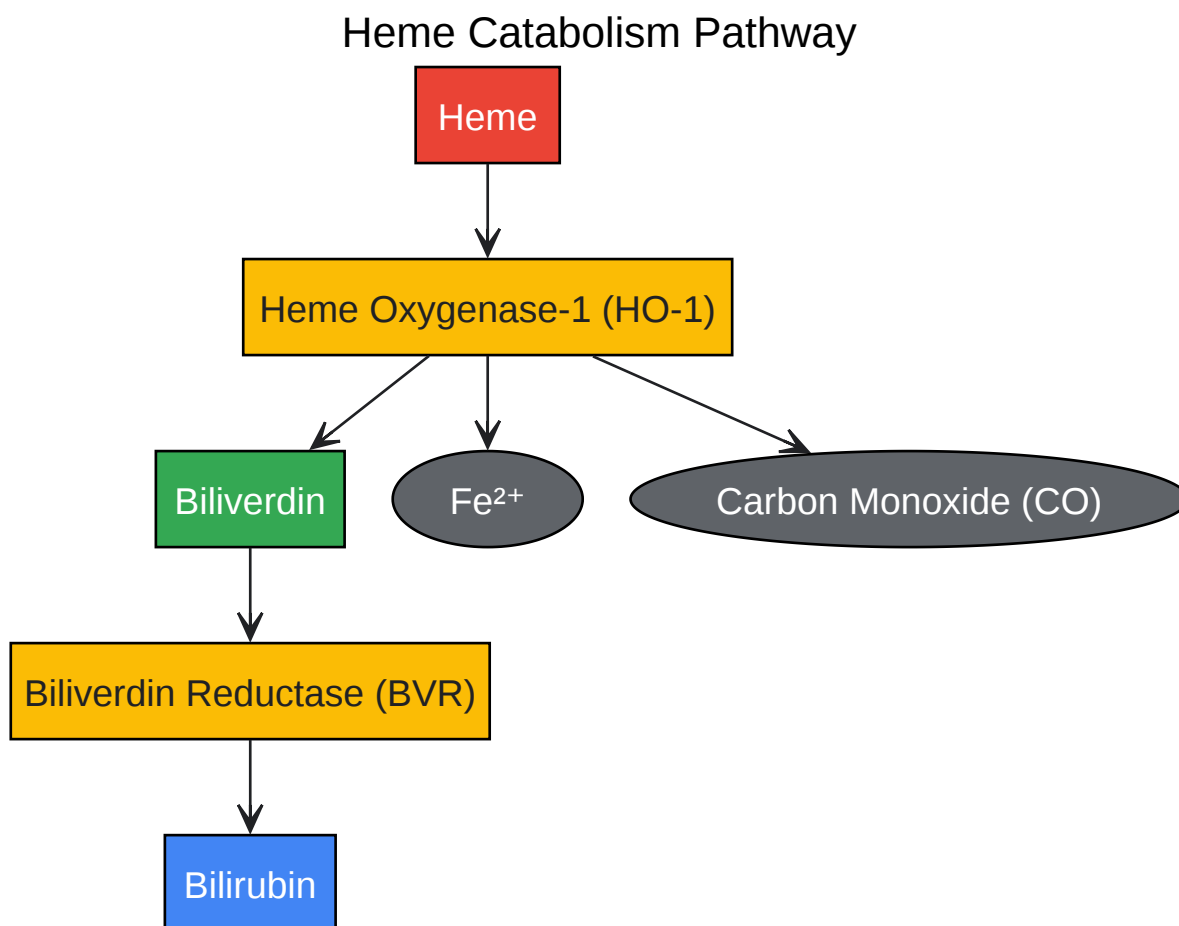 Heme Catabolism Pathway
Heme
Heme Oxygenase-1 (HO-1)
Biliverdin
Fe²⁺
Carbon Monoxide (CO)
Biliverdin Reductase (BVR)
Bilirubin